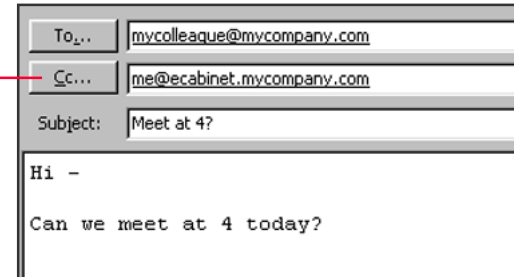 To... mycolleaque@mycompany.com
Cc... me@ecabinet.mycompany.com
Subject: Meet at 4?
Hi -
Can we meet at 4 today?